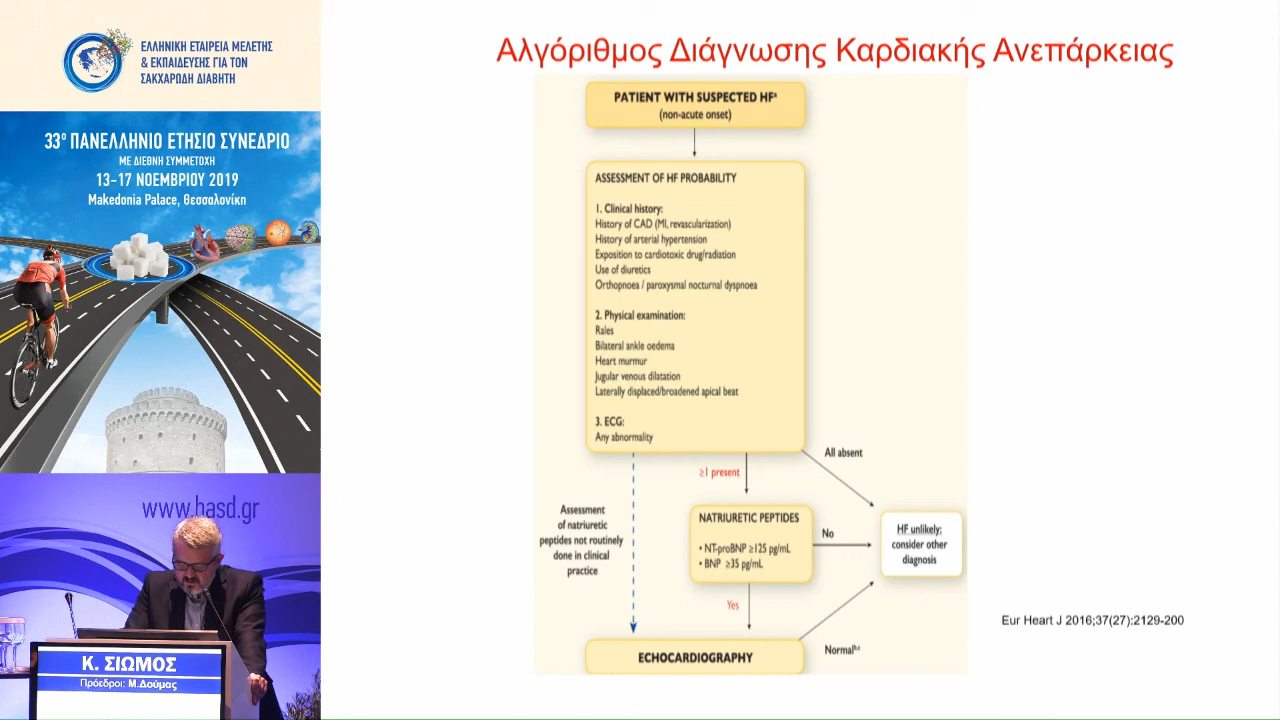 ΕΛΛΗΝΙΚΗ ΕΤΑΙΡΕΙΑ ΜΕΛΕΤΗΣ
& ΕΚΠΑΙΔΕΥΣΗΣ ΓΙΑ ΤΟΝ
ΣΑΚΧΑΡΩΔΗ ΔΙΑΒΗΤΗ
33ο ΠΑΝΕΛΛΗΝΙΟ ΕΤΗΣΙΟ ΣΥΝΕΔΡΙΟ
ΜΕ ΔΙΕΘΝΗ ΣΥΜΜΕΤΟΧΗ
13-17 ΝΟΕΜΒΡΙΟΥ 2019
Makedonia Palace, Θεσσαλονίκη
www.hasd.gr
Κ. ΣΙΩΜΟΣ
Πρόεδροι: Μ.Δούμας
Αλγόριθμος Διάγνωσης Καρδιακής Ανεπάρκειας
PATIENT WITH SUSPECTED HFa
(non-acute onset)
ASSESSMENT OF HF PROBABILITY
1. Clinical history:
History of CAD (MI, revascularization)
History of arterial hypertension
Exposition to cardiotoxic drug/radiation
Use of diuretics
Orthopnoea / paroxysmal nocturnal dyspnoea
2. Physical examination:
Rales
Bilateral ankle oedema
Heart murmur
Jugular venous dilatation
Laterally displaced/broadened apical beat
3. ECG:
Any abnormality
All absent
≥1 present
Assessment
of natriuretic
peptides not routinely
done in clinical
practice
NATRIURETIC PEPTIDES
• NT-proBNP ≥125 pg/mL
• BNP ≥35 pg/mL
No
HF unlikely:
consider other
diagnosis
Yes
Normalb,c
ECHOCARDIOGRAPHY
Eur Heart J 2016;37(27):2129-200